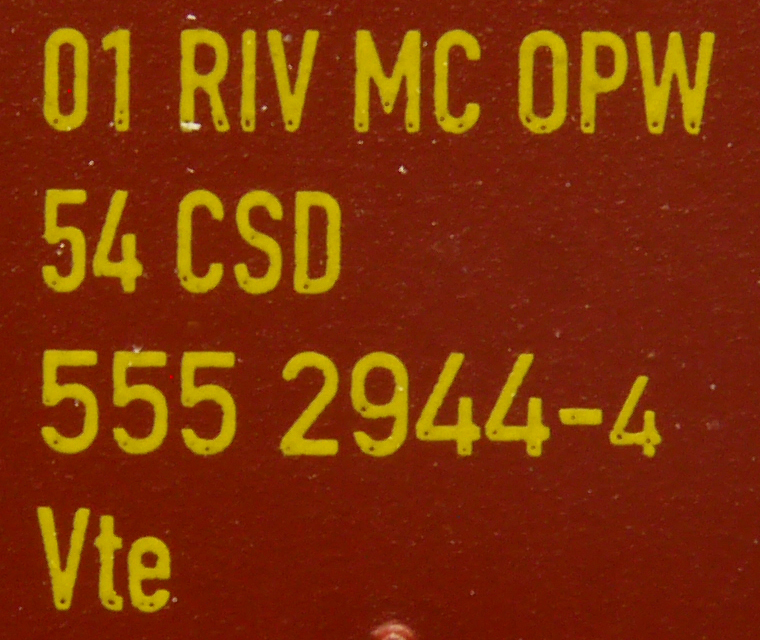 01 RIV MC OPW
54 CSD
555 2944-4
Vte